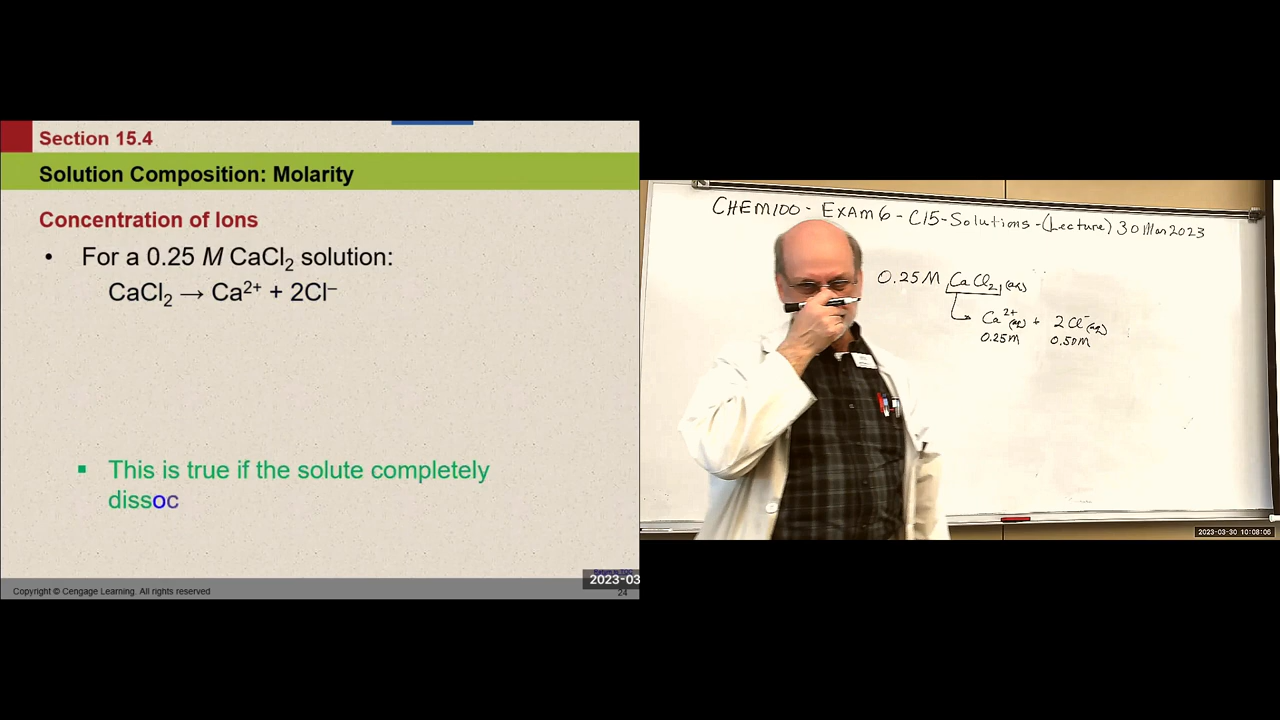 Section 15.4
Solution Composition: Molarity
Concentration of Ions
• For a 0.25 M CaCl₂ solution:
CaCl₂ → Ca²⁺ + 2Cl⁻
▪ This is true if the solute completely
dissoc
2023-03
24
Copyright © Cengage Learning. All rights reserved
CHEM100 - EXAM 6 - C15 - Solutions - (Lecture) 30 Mar 2023
0.25 M CaCl₂ (aq)
Ca²⁺(aq) + 2Cl⁻(aq)
0.25M 0.50M
2023-03-30 10:08:06